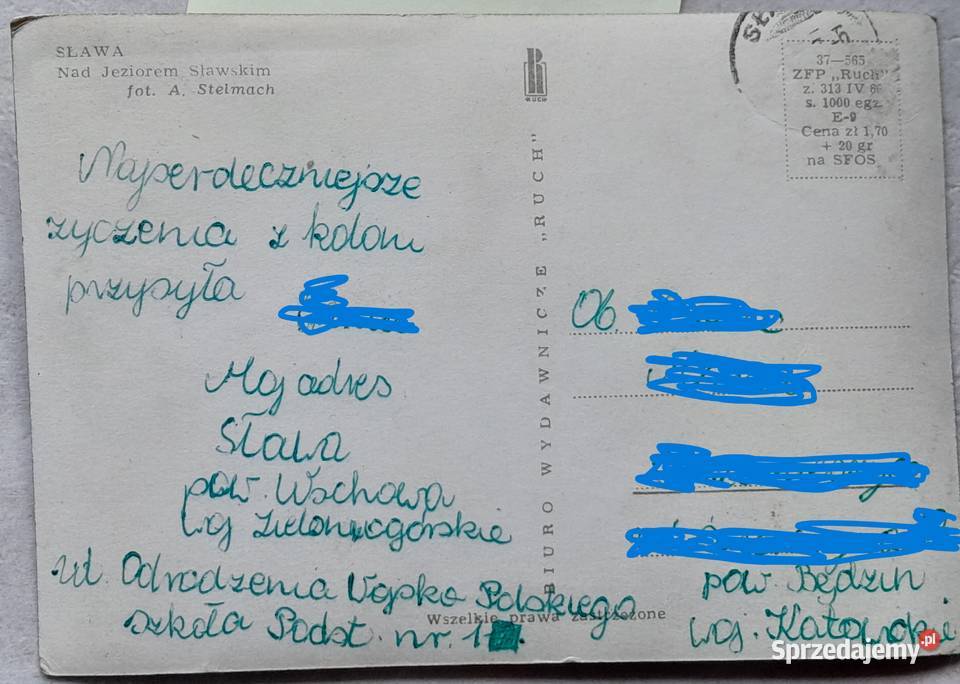 SŁAWA
Nad Jeziorem Sławskim
fot. A. Stelmach
Najserdeczniejsze
życzenia z koloni
przysyła
Moj adres
Sława
pow. Wschowa
woj Zielonogórskie
ul. Odrodzenia Wojska Polskiego
szkoła Podst. nr. 1
RUCH
BIURO WYDAWNICZE „RUCH"
Wszelkie prawa zastrzeżone
37—565
ZFP „Ruch"
z. 313 IV 66
s. 1000 egz.
E-9
Cena zł 1,70
+ 20 gr
na SFOS
Ob.
pow. Będzin
woj. Katowickie
Sprzedajemy.pl